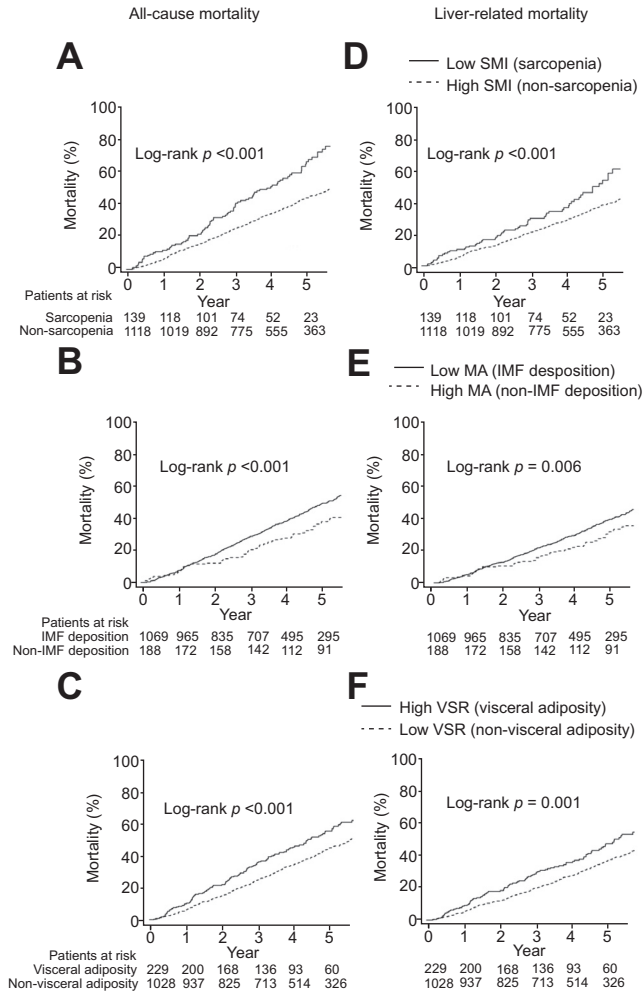 All-cause mortality
Liver-related mortality
A
100
80
60
40
20
0
Mortality (%)
Log-rank p <0.001
0 1 2 3 4 5
Year
Patients at risk
Sarcopenia 139 118 101 74 52 23
Non-sarcopenia 1118 1019 892 775 555 363
D
Low SMI (sarcopenia)
High SMI (non-sarcopenia)
100
80
60
40
20
0
Mortality (%)
Log-rank p <0.001
0 1 2 3 4 5
Year
139 118 101 74 52 23
1118 1019 892 775 555 363
B
100
80
60
40
20
0
Mortality (%)
Log-rank p <0.001
0 1 2 3 4 5
Year
Patients at risk
IMF deposition 1069 965 835 707 495 295
Non-IMF deposition 188 172 158 142 112 91
E
Low MA (IMF desposition)
High MA (non-IMF deposition)
100
80
60
40
20
0
Mortality (%)
Log-rank p = 0.006
0 1 2 3 4 5
Year
1069 965 835 707 495 295
188 172 158 142 112 91
C
100
80
60
40
20
0
Mortality (%)
Log-rank p <0.001
0 1 2 3 4 5
Year
Patients at risk
Visceral adiposity 229 200 168 136 93 60
Non-visceral adiposity 1028 937 825 713 514 326
F
High VSR (visceral adiposity)
Low VSR (non-visceral adiposity)
100
80
60
40
20
0
Mortality (%)
Log-rank p = 0.001
0 1 2 3 4 5
Year
229 200 168 136 93 60
1028 937 825 713 514 326